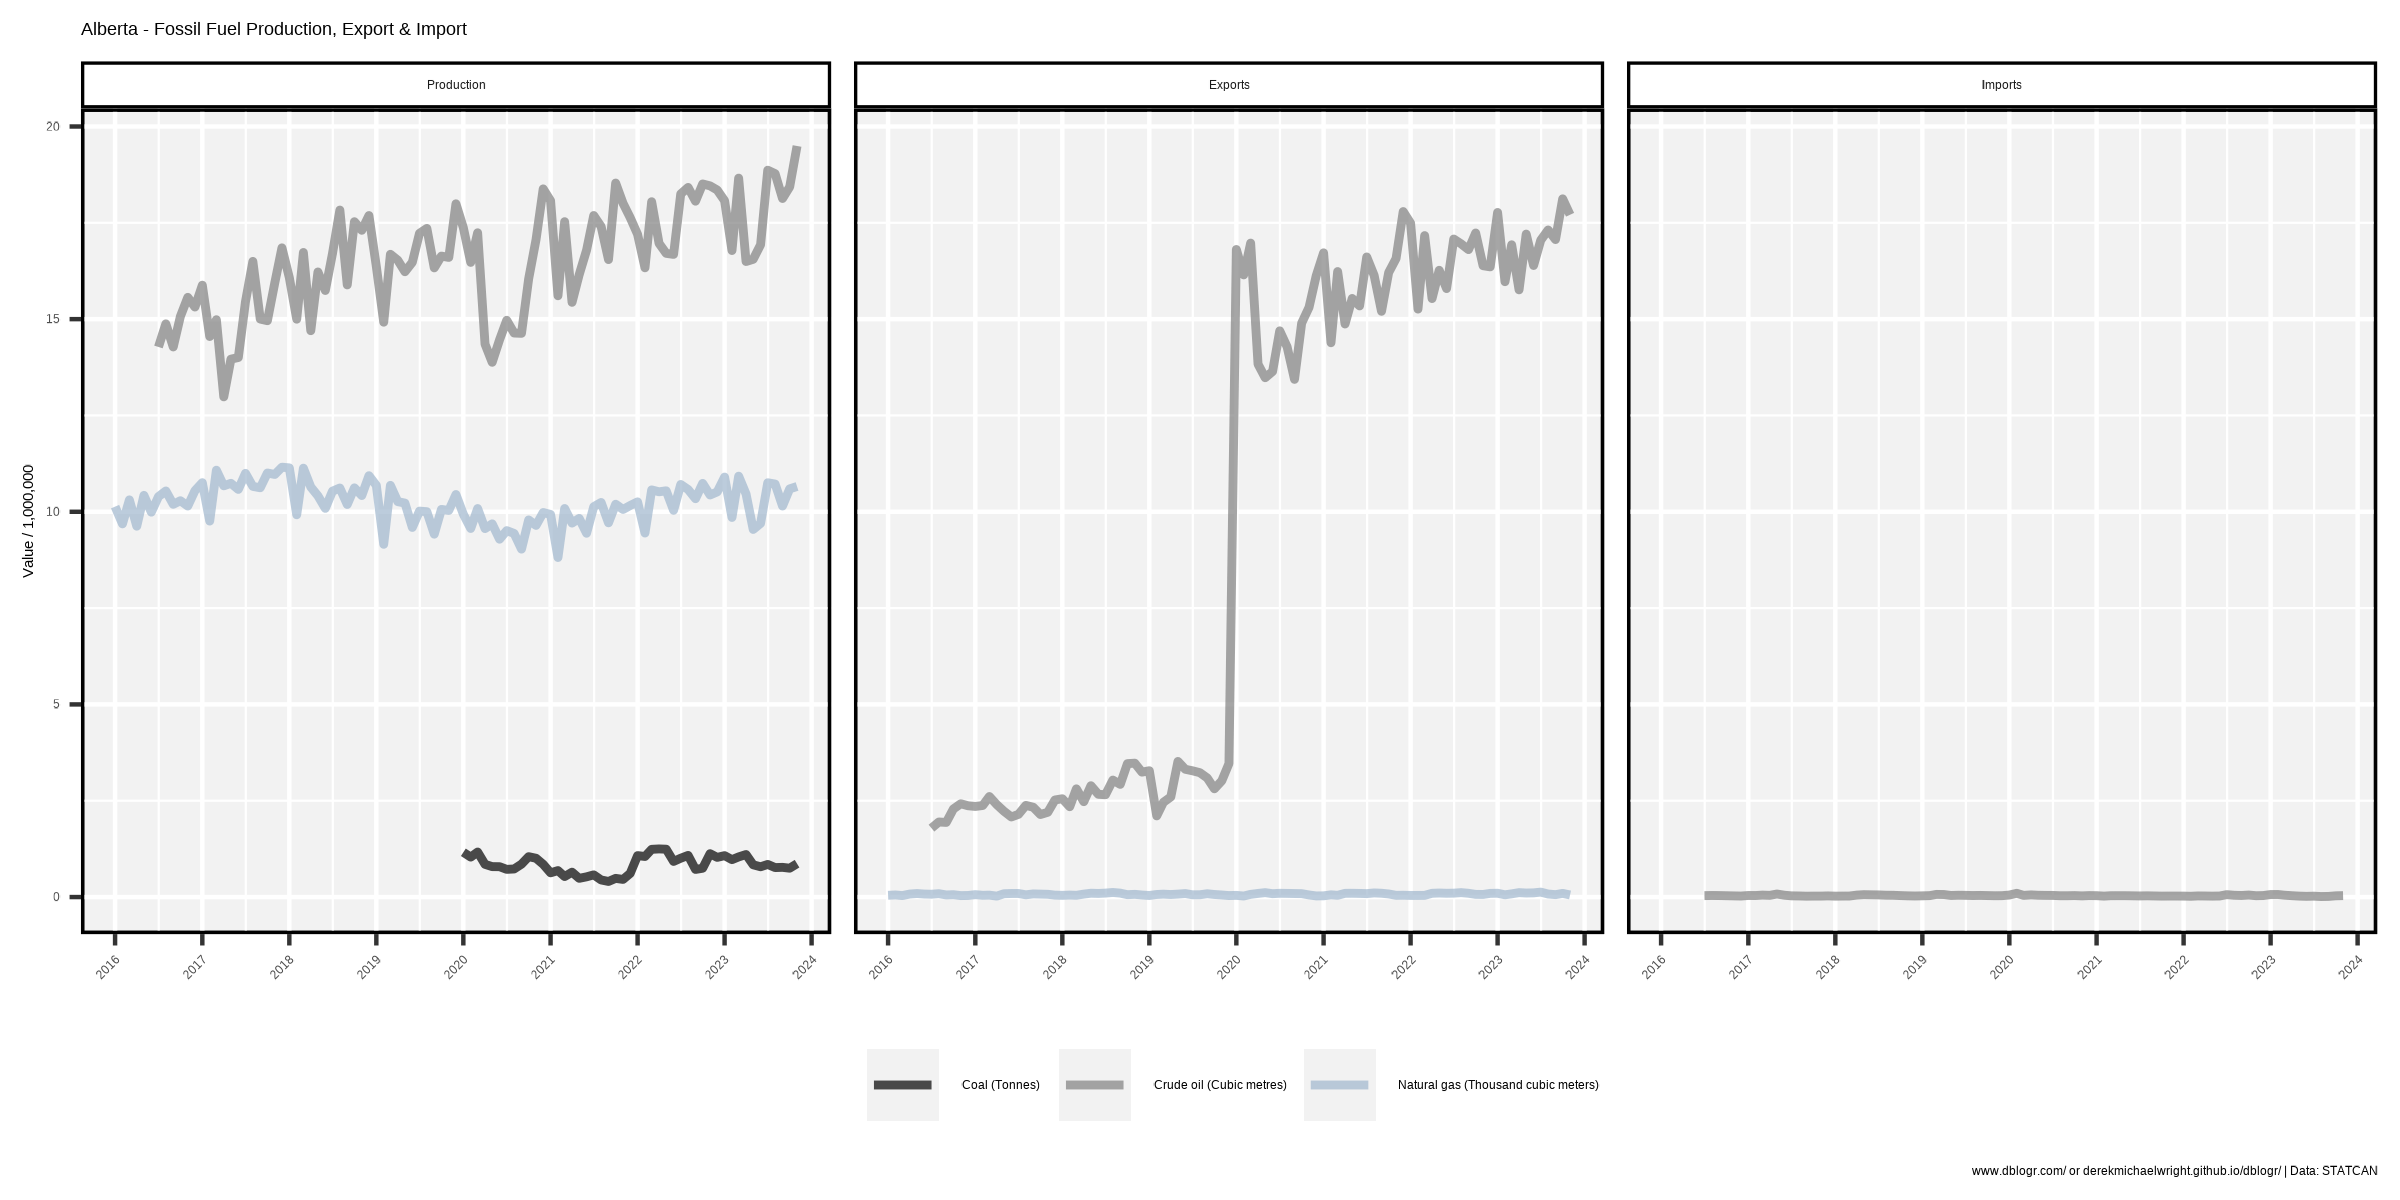 Alberta - Fossil Fuel Production, Export & Import
Production
Exports
Imports
Value / 1,000,000
20
15
10
5
0
2016 2017 2018 2019 2020 2021 2022 2023 2024
2016 2017 2018 2019 2020 2021 2022 2023 2024
2016 2017 2018 2019 2020 2021 2022 2023 2024
Coal (Tonnes)
Crude oil (Cubic metres)
Natural gas (Thousand cubic meters)
www.dblogr.com/ or derekmichaelwright.github.io/dblogr/ | Data: STATCAN